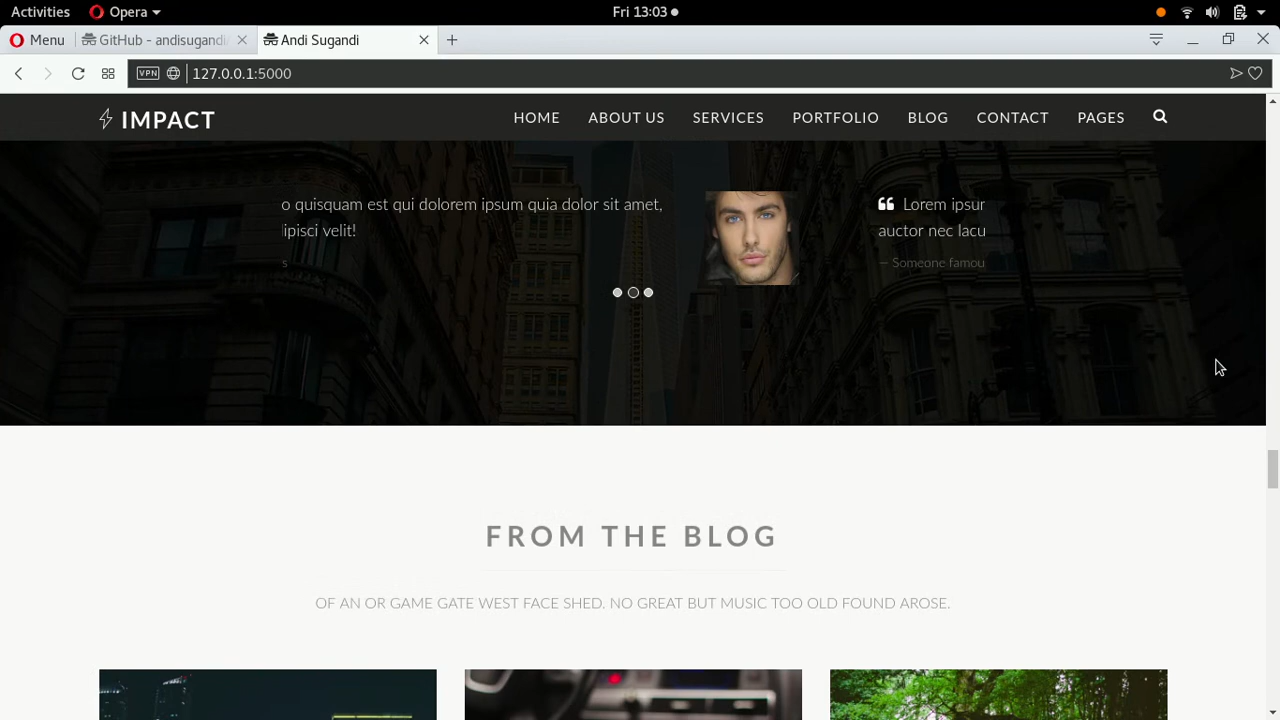 Activities Opera Fri 13:03
Menu GitHub - andisugandi Andi Sugandi
VPN 127.0.0.1:5000
IMPACT HOME ABOUT US SERVICES PORTFOLIO BLOG CONTACT PAGES
o quisquam est qui dolorem ipsum quia dolor sit amet,
ipisci velit!
s
“ Lorem ipsur
auctor nec lacu
— Someone famou
FROM THE BLOG
OF AN OR GAME GATE WEST FACE SHED. NO GREAT BUT MUSIC TOO OLD FOUND AROSE.